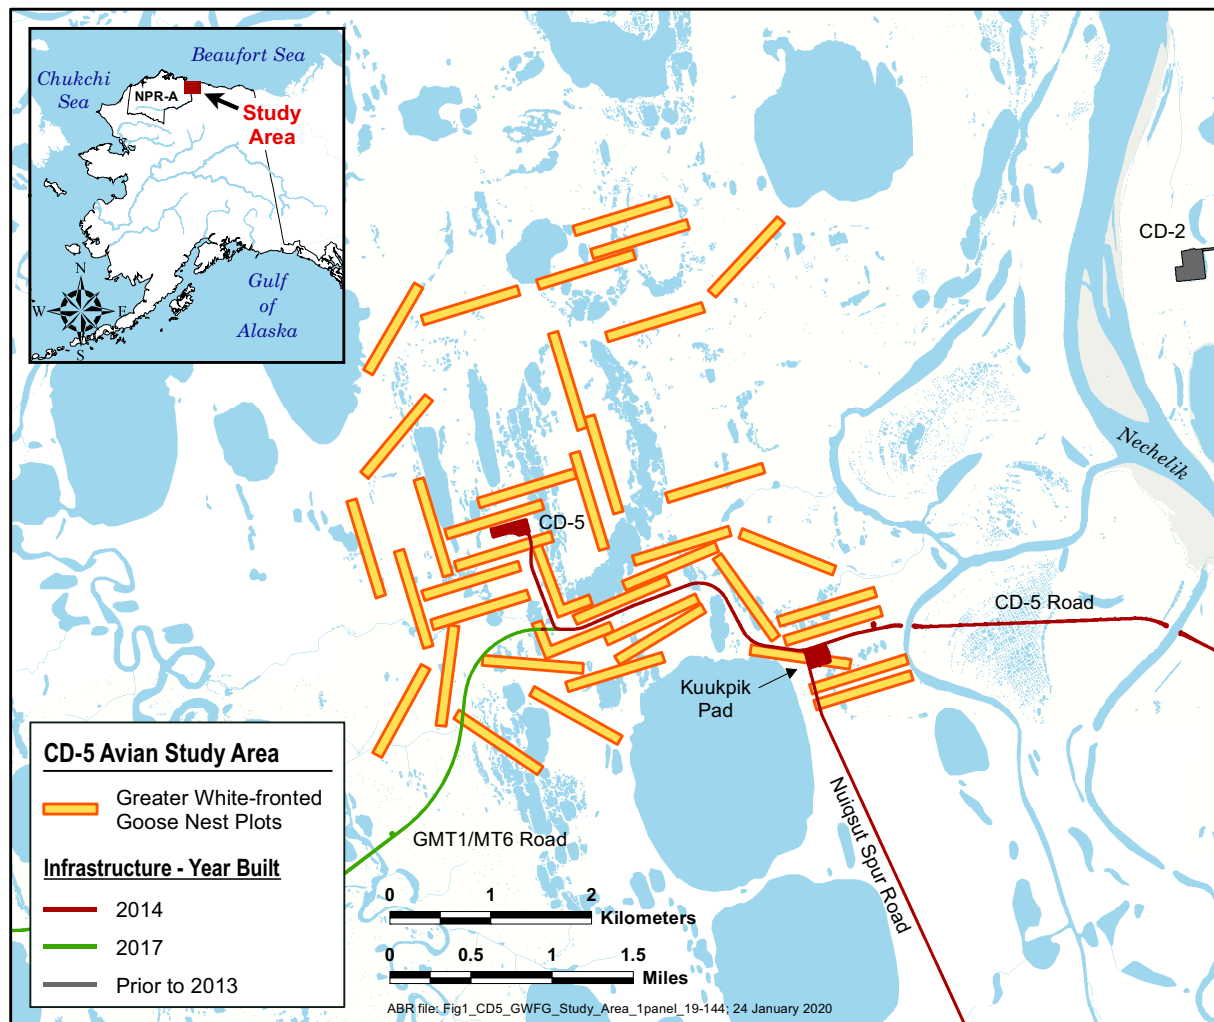 Beaufort Sea
Chukchi
Sea
NPR-A
Study
Area
N
W
E
S
Gulf
of
Alaska
CD-2
Nechelik
CD-5
CD-5 Road
Kuukpik
Pad
Nuiqsut Spur Road
GMT1/MT6 Road
CD-5 Avian Study Area
Greater White-fronted
Goose Nest Plots
Infrastructure - Year Built
2014
2017
Prior to 2013
0 1 2
Kilometers
0 0.5 1 1.5
Miles
ABR file: Fig1_CD5_GWFG_Study_Area_1panel_19-144; 24 January 2020